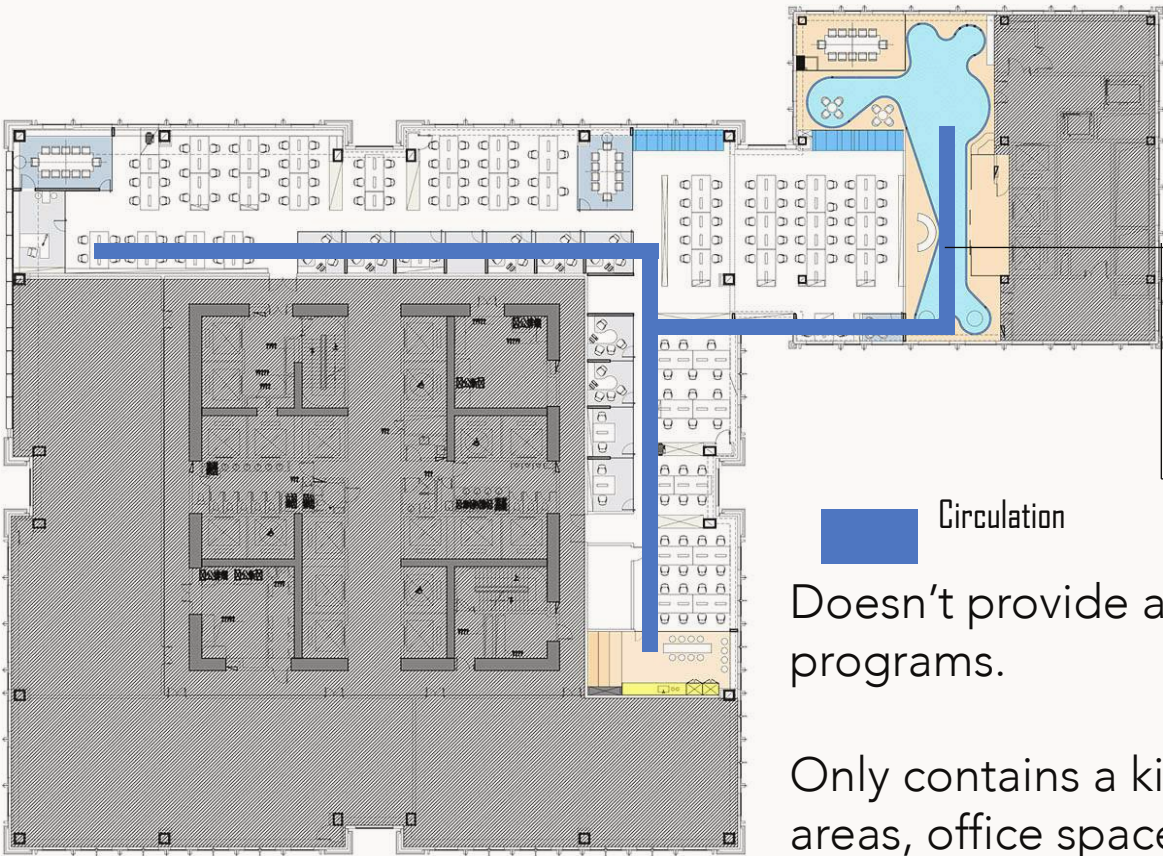 Circulation
Doesn't provide a
programs.
Only contains a ki
areas, office space